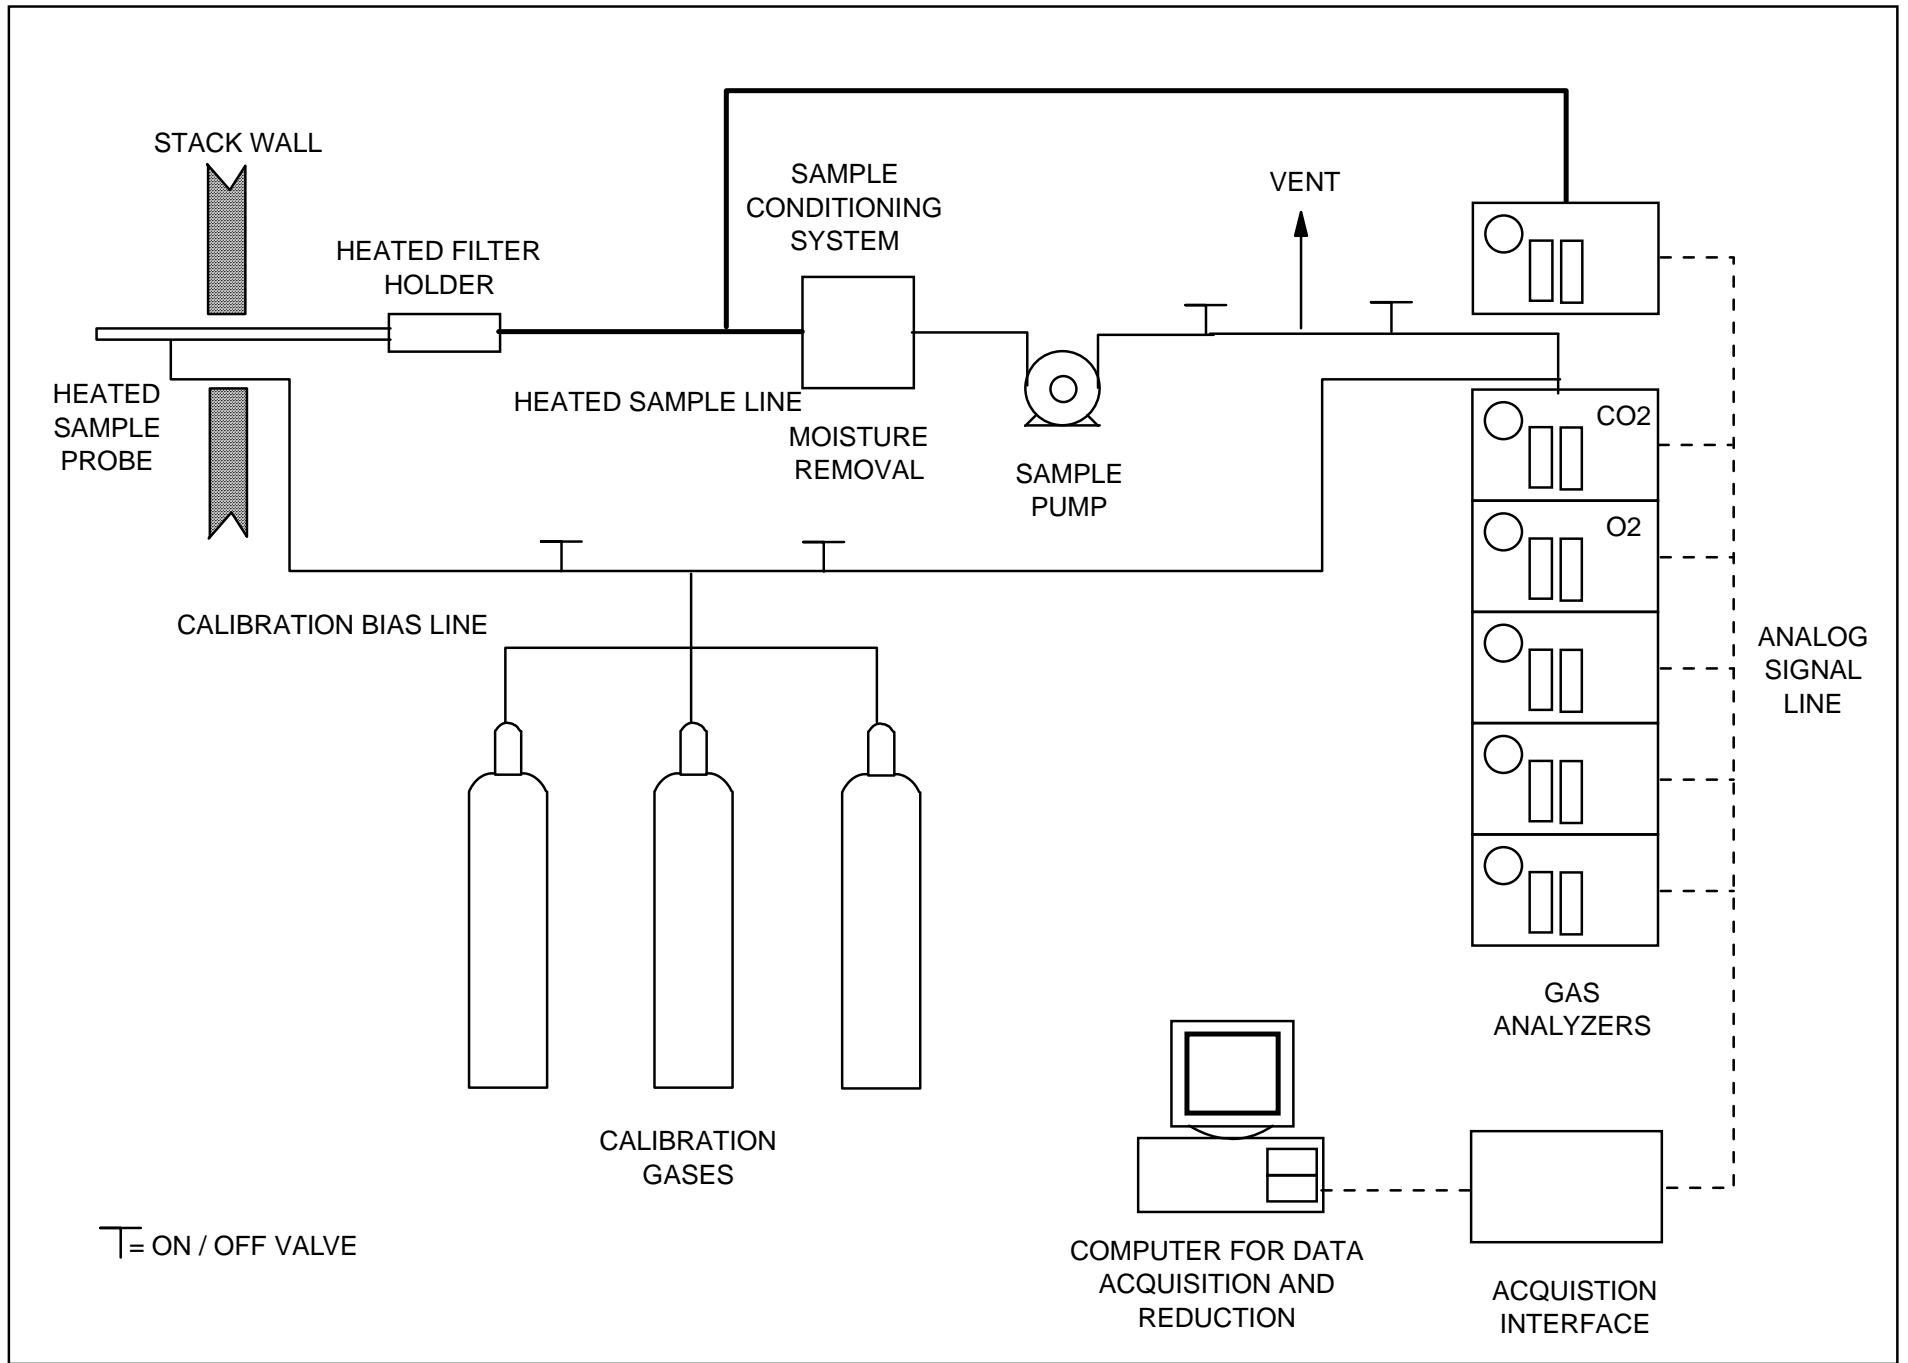 STACK WALL
SAMPLE
CONDITIONING
SYSTEM
VENT
HEATED FILTER
HOLDER
HEATED
SAMPLE
PROBE
HEATED SAMPLE LINE
MOISTURE
REMOVAL
SAMPLE
PUMP
CO2
O2
CALIBRATION BIAS LINE
ANALOG
SIGNAL
LINE
GAS
ANALYZERS
CALIBRATION
GASES
= ON / OFF VALVE
COMPUTER FOR DATA
ACQUISITION AND
REDUCTION
ACQUISTION
INTERFACE